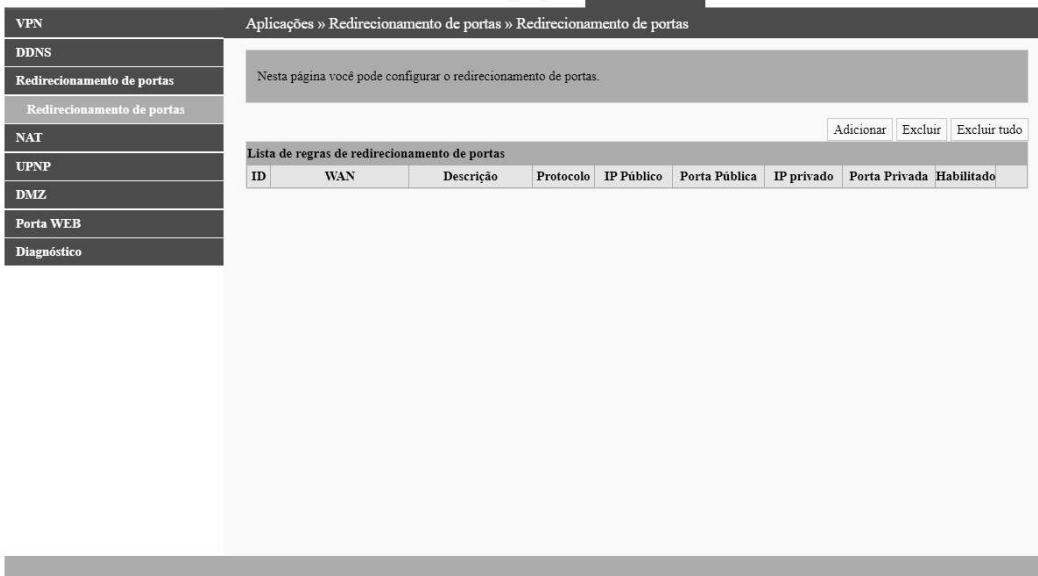 VPN
DDNS
Redirecionamento de portas
Redirecionamento de portas
NAT
UPNP
DMZ
Porta WEB
Diagnóstico
Aplicações » Redirecionamento de portas » Redirecionamento de portas
Nesta página você pode configurar o redirecionamento de portas.
Adicionar Excluir Excluir tudo
Lista de regras de redirecionamento de portas
ID WAN Descrição Protocolo IP Público Porta Pública IP privado Porta Privada Habilitado